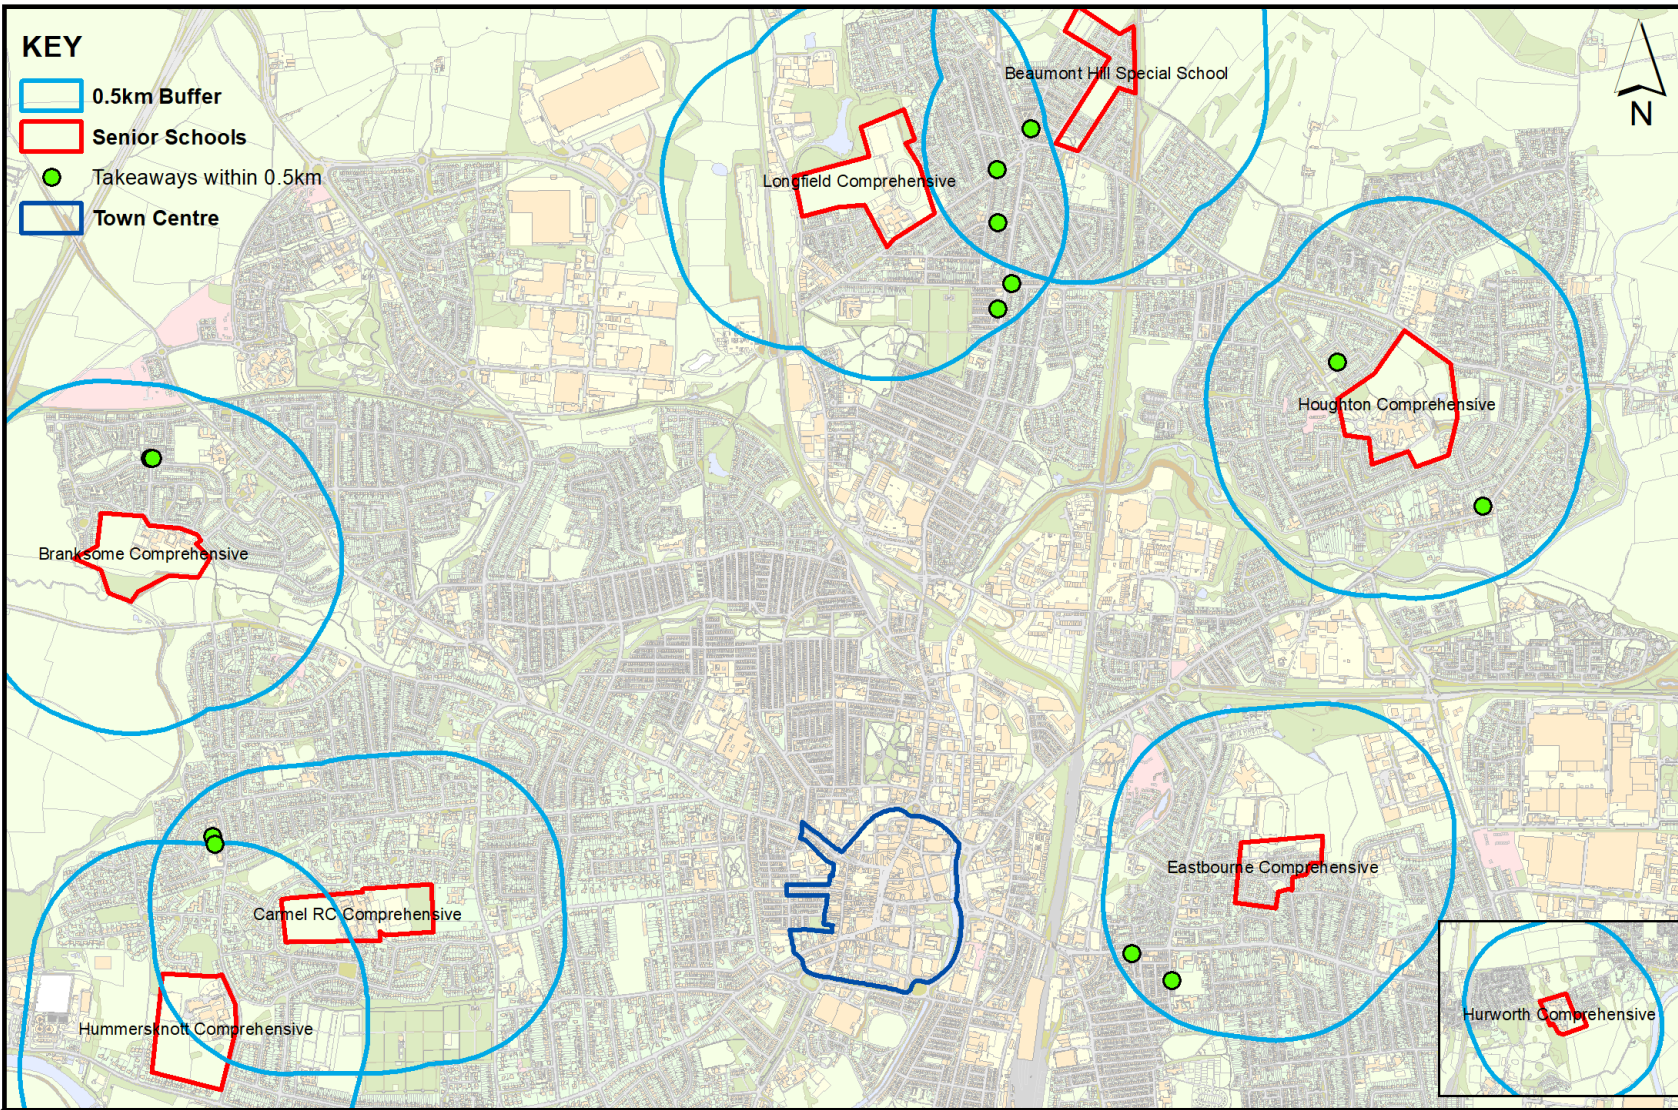 KEY
0.5km Buffer
Senior Schools
Takeaways within 0.5km
Town Centre
Beaumont Hill Special School
N
Longfield Comprehensive
Houghton Comprehensive
Branksome Comprehensive
Eastbourne Comprehensive
Carmel RC Comprehensive
Hurworth Comprehensive
Hummersknott Comprehensive